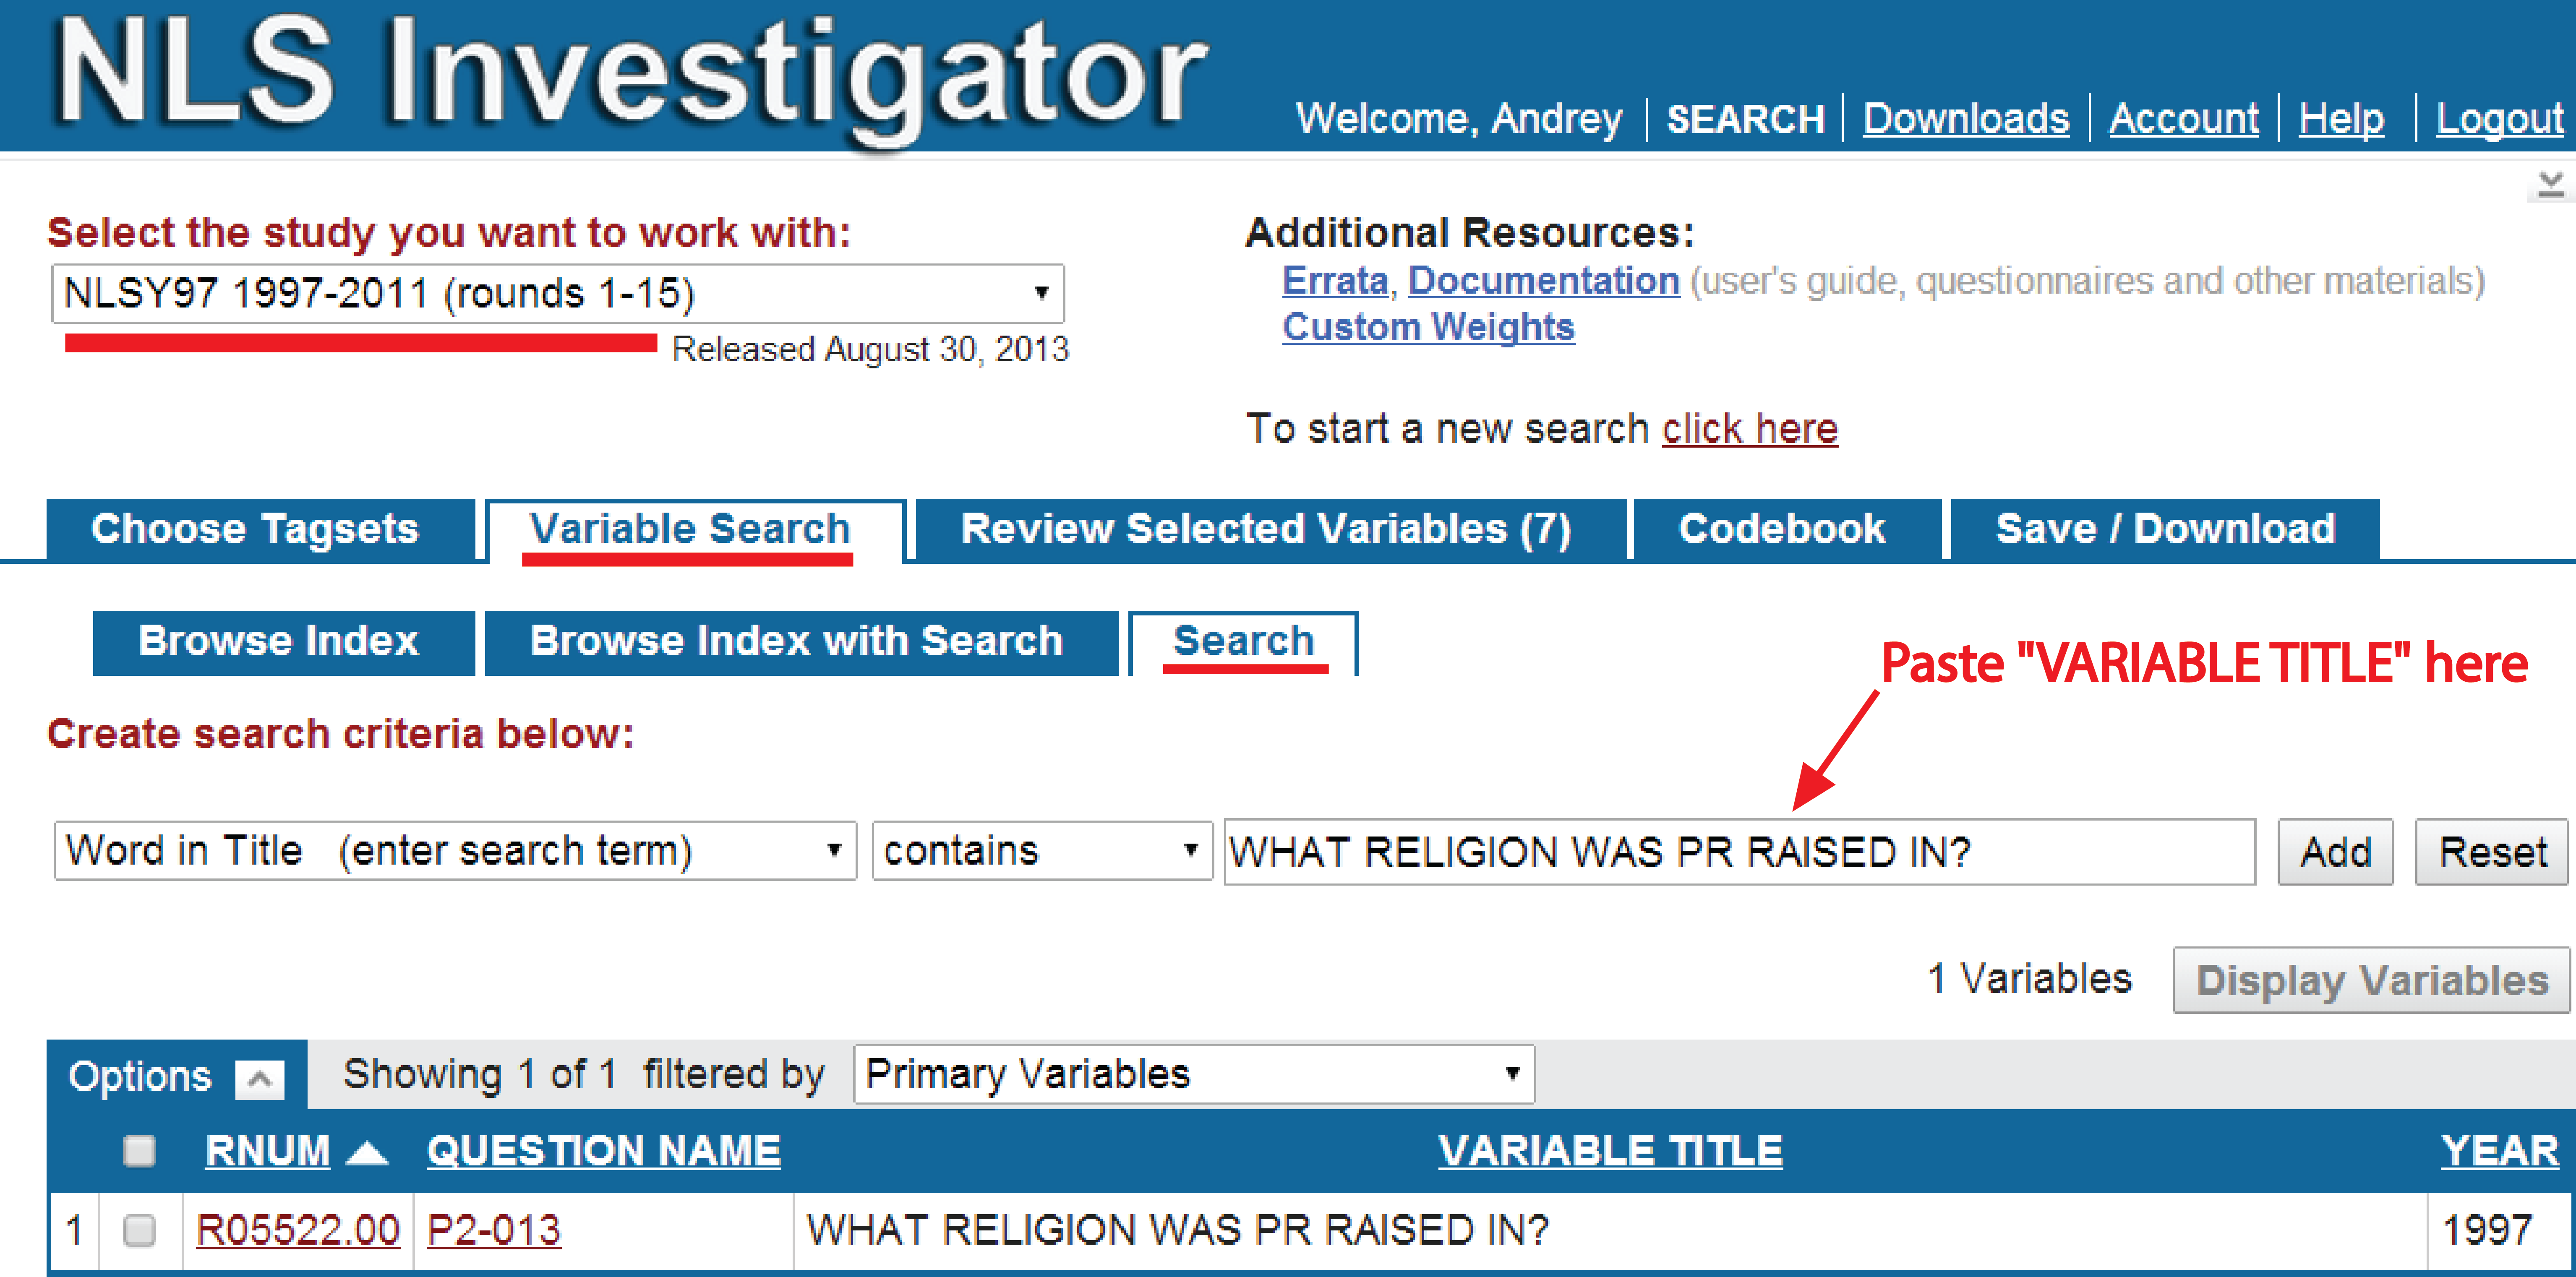 NLS Investigator
Welcome, Andrey | SEARCH | Downloads | Account | Help | Logout
Select the study you want to work with:
Additional Resources:
NLSY97 1997-2011 (rounds 1-15)
Errata, Documentation (user's guide, questionnaires and other materials)
Released August 30, 2013
Custom Weights
To start a new search click here
Choose Tagsets Variable Search Review Selected Variables (7) Codebook Save / Download
Browse Index Browse Index with Search Search
Paste "VARIABLE TITLE" here
Create search criteria below:
Word in Title (enter search term) contains WHAT RELIGION WAS PR RAISED IN? Add Reset
1 Variables Display Variables
Options Showing 1 of 1 filtered by Primary Variables
RNUM QUESTION NAME VARIABLE TITLE YEAR
1 R05522.00 P2-013 WHAT RELIGION WAS PR RAISED IN? 1997